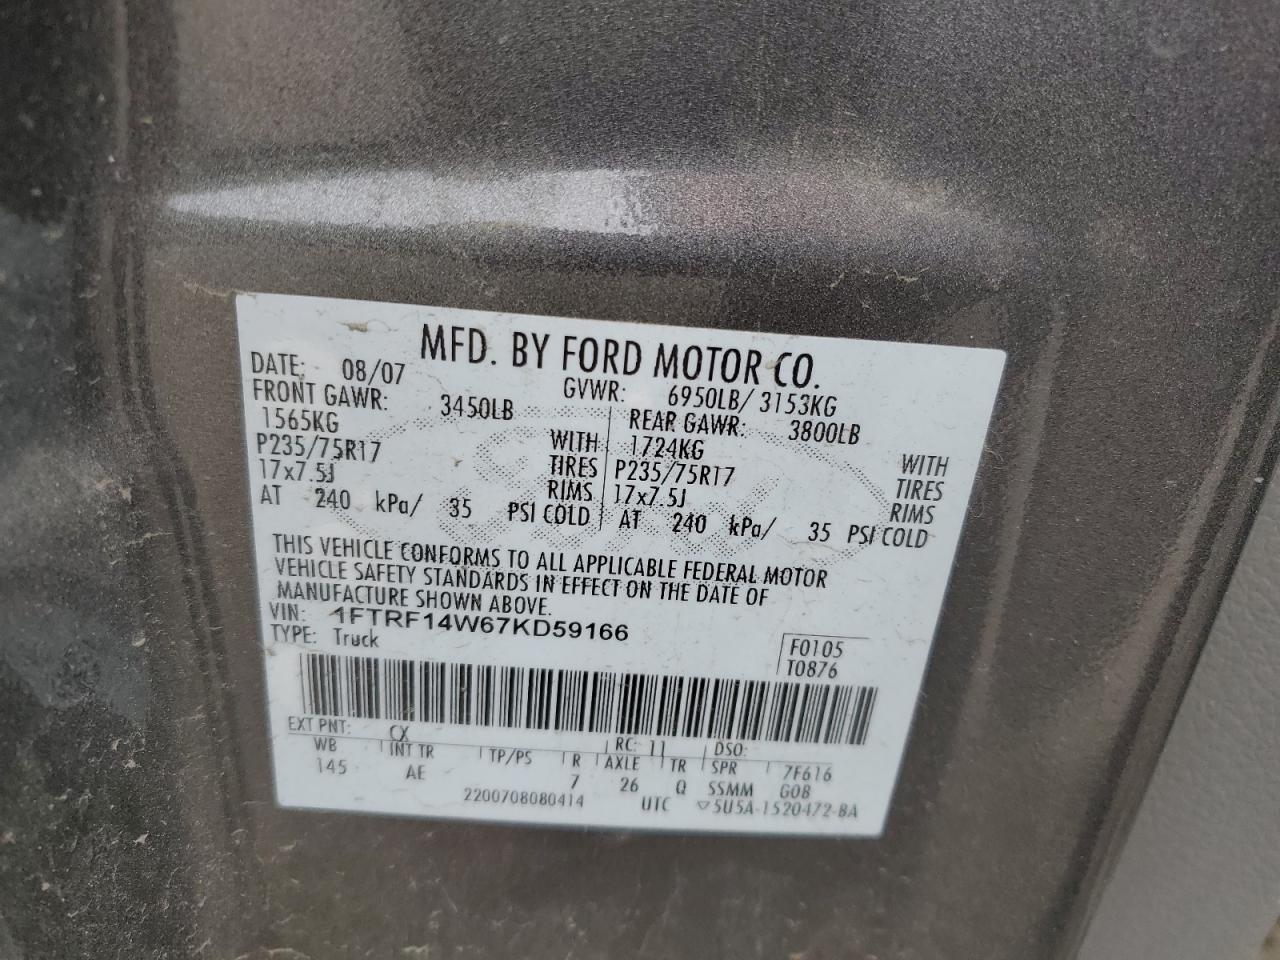 MFD. BY FORD MOTOR CO.
DATE: 08/07 GVWR: 6950LB/ 3153KG
FRONT GAWR: 3450LB REAR GAWR: 3800LB
1565KG WITH 1724KG WITH
P235/75R17 TIRES P235/75R17 TIRES
17x7.5J RIMS 17x7.5J RIMS
AT 240 kPa/ 35 PSI COLD AT 240 kPa/ 35 PSI COLD
THIS VEHICLE CONFORMS TO ALL APPLICABLE FEDERAL MOTOR
VEHICLE SAFETY STANDARDS IN EFFECT ON THE DATE OF
MANUFACTURE SHOWN ABOVE.
VIN: 1FTRF14W67KD59166
TYPE: Truck F0105
T0876
EXT PNT: CX RC: 11 DSO:
WB INT TR TP/PS R AXLE TR SPR 7F616
145 AE 7 26 Q SSMM G0B
2200708080414 UTC ▽5U5A-1520472-BA